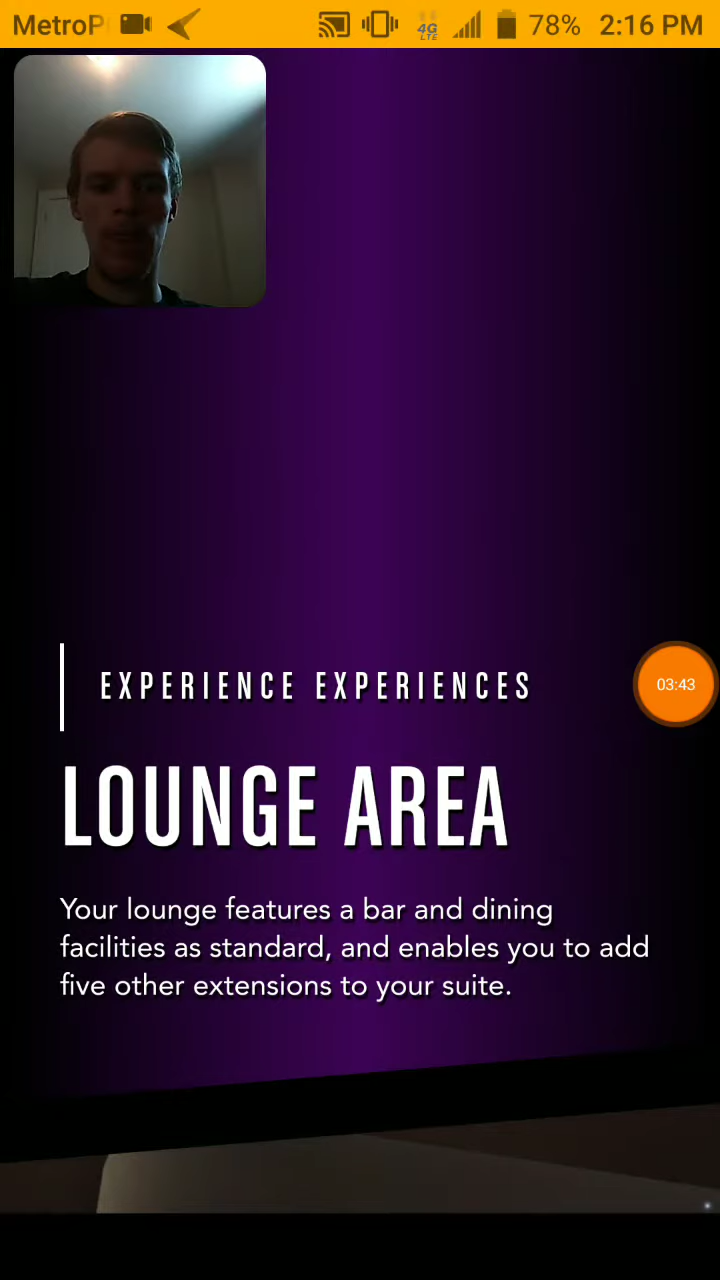 MetroP 4G LTE 78% 2:16 PM
EXPERIENCE EXPERIENCES
03:43
LOUNGE AREA
Your lounge features a bar and dining
facilities as standard, and enables you to add
five other extensions to your suite.